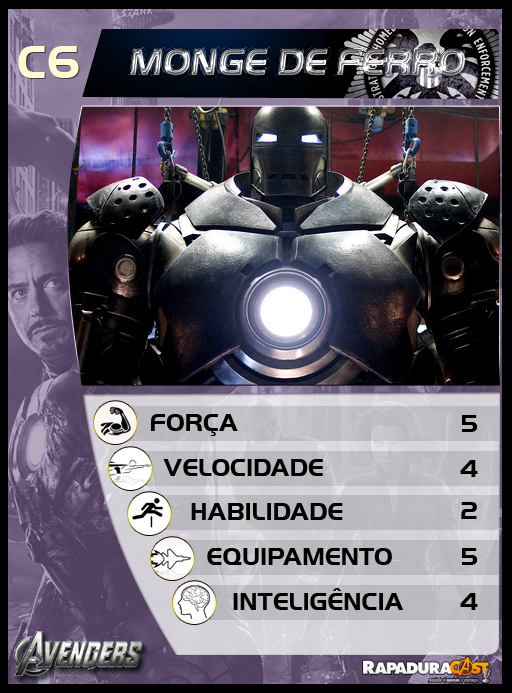 C6
MONGE DE FERRO
FORÇA 5
VELOCIDADE 4
HABILIDADE 2
EQUIPAMENTO 5
INTELIGÊNCIA 4
AVENGERS
RAPADURACAST